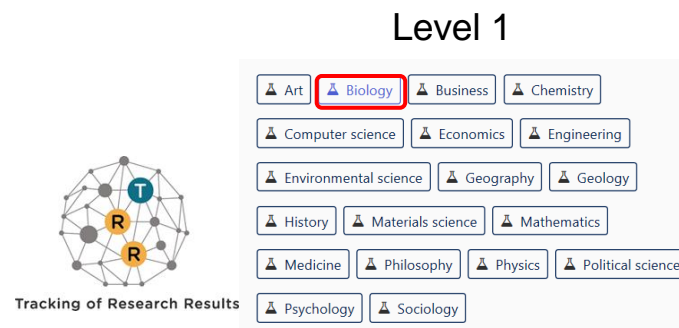 Level 1
Art Biology Business Chemistry
Computer science Economics Engineering
Environmental science Geography Geology
History Materials science Mathematics
Medicine Philosophy Physics Political science
Psychology Sociology
T
R
R
Tracking of Research Results